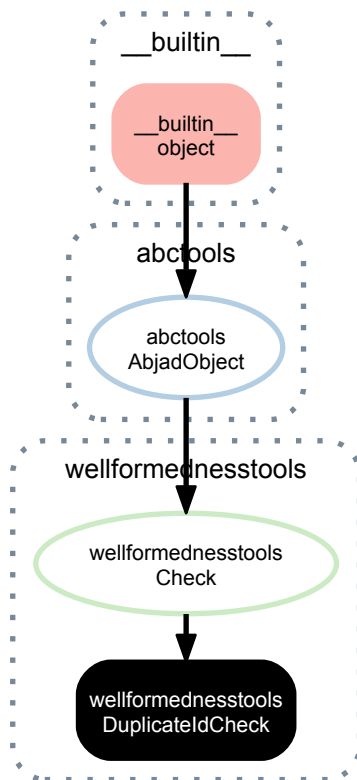 __builtin__
__builtin__
object
abctools
abctools
AbjadObject
wellformednesstools
wellformednesstools
Check
wellformednesstools
DuplicateIdCheck